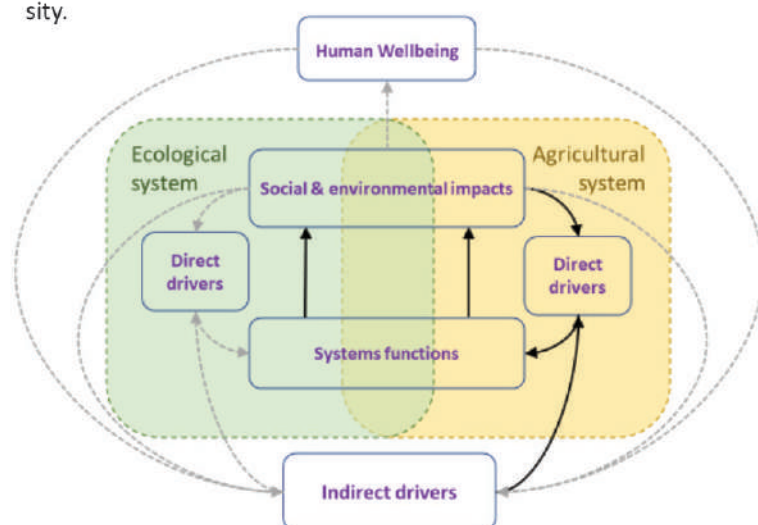 sity.
Human Wellbeing
Ecological
system
Agricultural
system
Social & environmental impacts
Direct
drivers
Direct
drivers
Systems functions
Indirect drivers